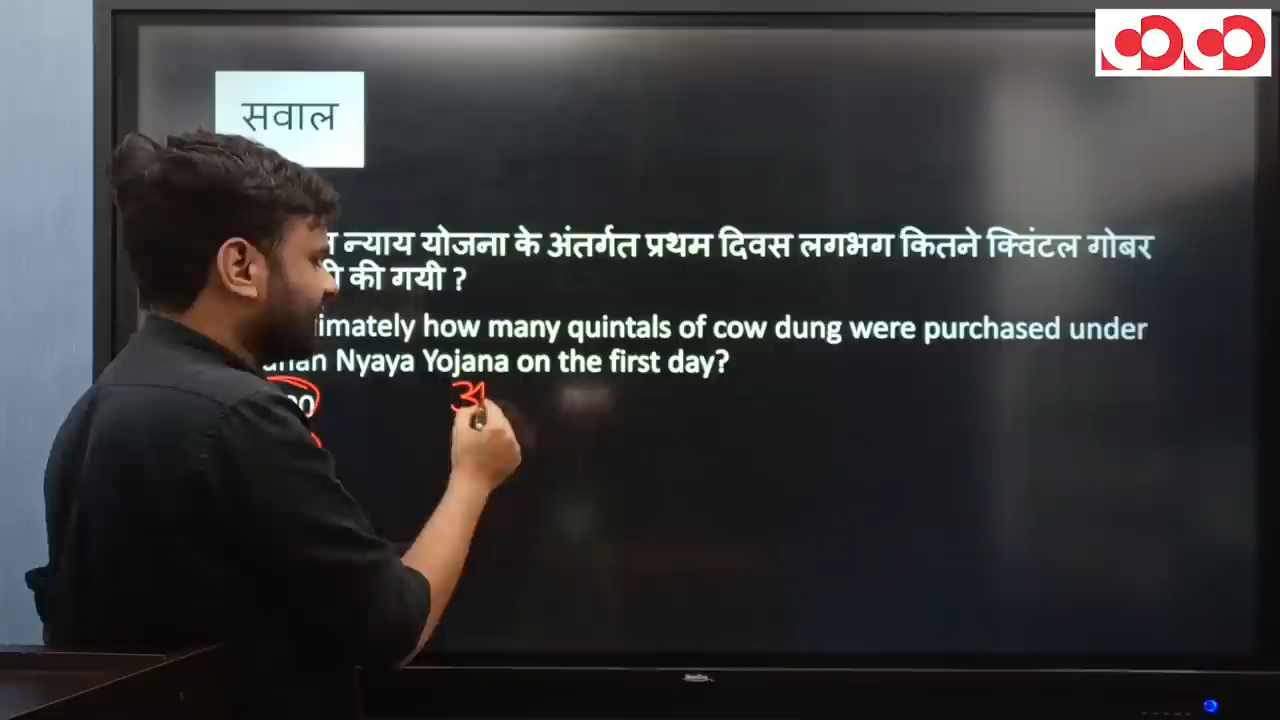 सवाल
न्याय योजना के अंतर्गत प्रथम दिवस लगभग कितने क्विंटल गोबर
की गयी ?
how many quintals of cow dung were purchased under
Nyaya Yojana on the first day?